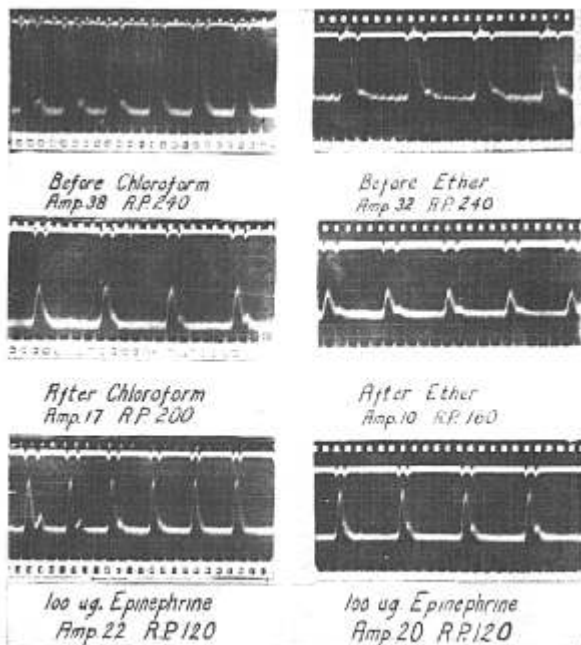 Before Chloroform
Amp. 38 R.P. 240
Before Ether
Amp. 32 R.P. 240
After Chloroform
Amp. 17 R.P. 200
After Ether
Amp. 10 R.P. 160
100 ug. Epinephrine
Amp. 22 R.P. 120
100 ug. Epinephrine
Amp. 20 R.P. 120